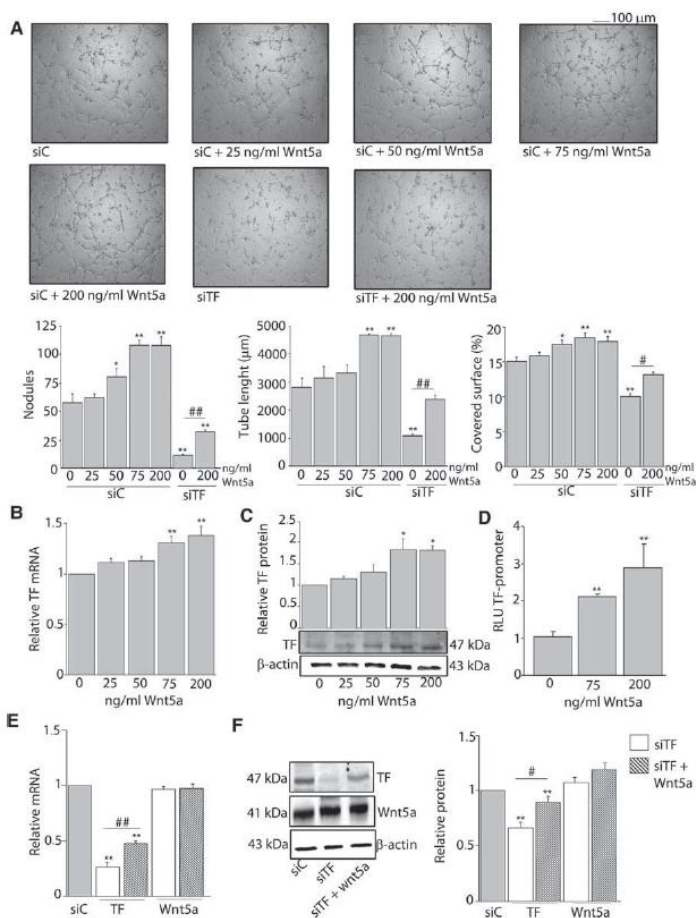 100 µm
A
siC
siC + 25 ng/ml Wnt5a
siC + 50 ng/ml Wnt5a
siC + 75 ng/ml Wnt5a
siC + 200 ng/ml Wnt5a
siTF
siTF + 200 ng/ml Wnt5a
Nodules
125
100
75
50
25
0
* ** ** ** ## **
0 25 50 75 200 0 200 ng/ml Wnt5a
siC siTF
Tube lenght (µm)
5000
4000
3000
2000
1000
0
** ** ** ##
0 25 50 75 200 0 200 ng/ml Wnt5a
siC siTF
Covered surface (%)
20
15
10
5
0
* ** ** ** #
0 25 50 75 200 0 200 ng/ml Wnt5a
siC siTF
B
Relative TF mRNA
1.5
1
0.5
0
** **
0 25 50 75 200
ng/ml Wnt5a
C
Relative TF protein
2.5
2
1.5
1
0
* *
TF 47 kDa
β-actin 43 kDa
0 25 50 75 200
ng/ml Wnt5a
D
RLU TF-promoter
4
3
2
1
0
** **
0 75 200
ng/ml Wnt5a
E
Relative mRNA
1.5
1
0.5
0
** ## **
siC TF Wnt5a
F
47 kDa TF
41 kDa Wnt5a
43 kDa β-actin
siC siTF siTF + wnt5a
Relative protein
1.5
1
0.5
0
** # **
siC TF Wnt5a
siTF
siTF + Wnt5a